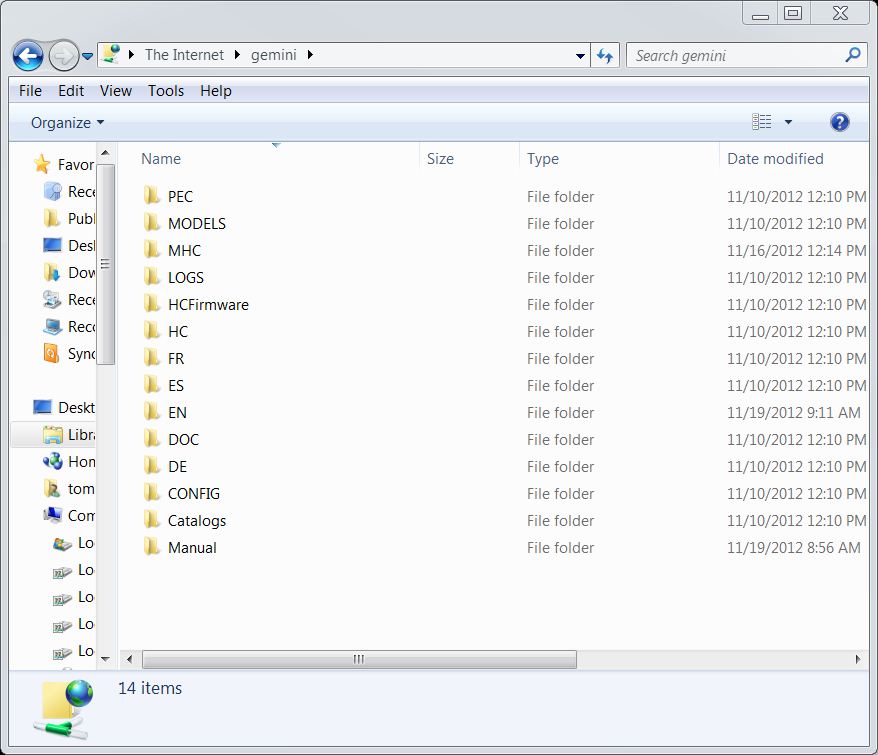 The Internet gemini
Search gemini
File Edit View Tools Help
Organize
Name Size Type Date modified
Favor
Rece
Publ
Desl
Dow
Rece
Reco
Sync
Deskt
Libra
Hom
tom
Com
Lo
Lo
Lo
Lo
Lo
PEC File folder 11/10/2012 12:10 PM
MODELS File folder 11/10/2012 12:10 PM
MHC File folder 11/16/2012 12:14 PM
LOGS File folder 11/10/2012 12:10 PM
HCFirmware File folder 11/10/2012 12:10 PM
HC File folder 11/10/2012 12:10 PM
FR File folder 11/10/2012 12:10 PM
ES File folder 11/10/2012 12:10 PM
EN File folder 11/19/2012 9:11 AM
DOC File folder 11/10/2012 12:10 PM
DE File folder 11/10/2012 12:10 PM
CONFIG File folder 11/10/2012 12:10 PM
Catalogs File folder 11/10/2012 12:10 PM
Manual File folder 11/19/2012 8:56 AM
14 items